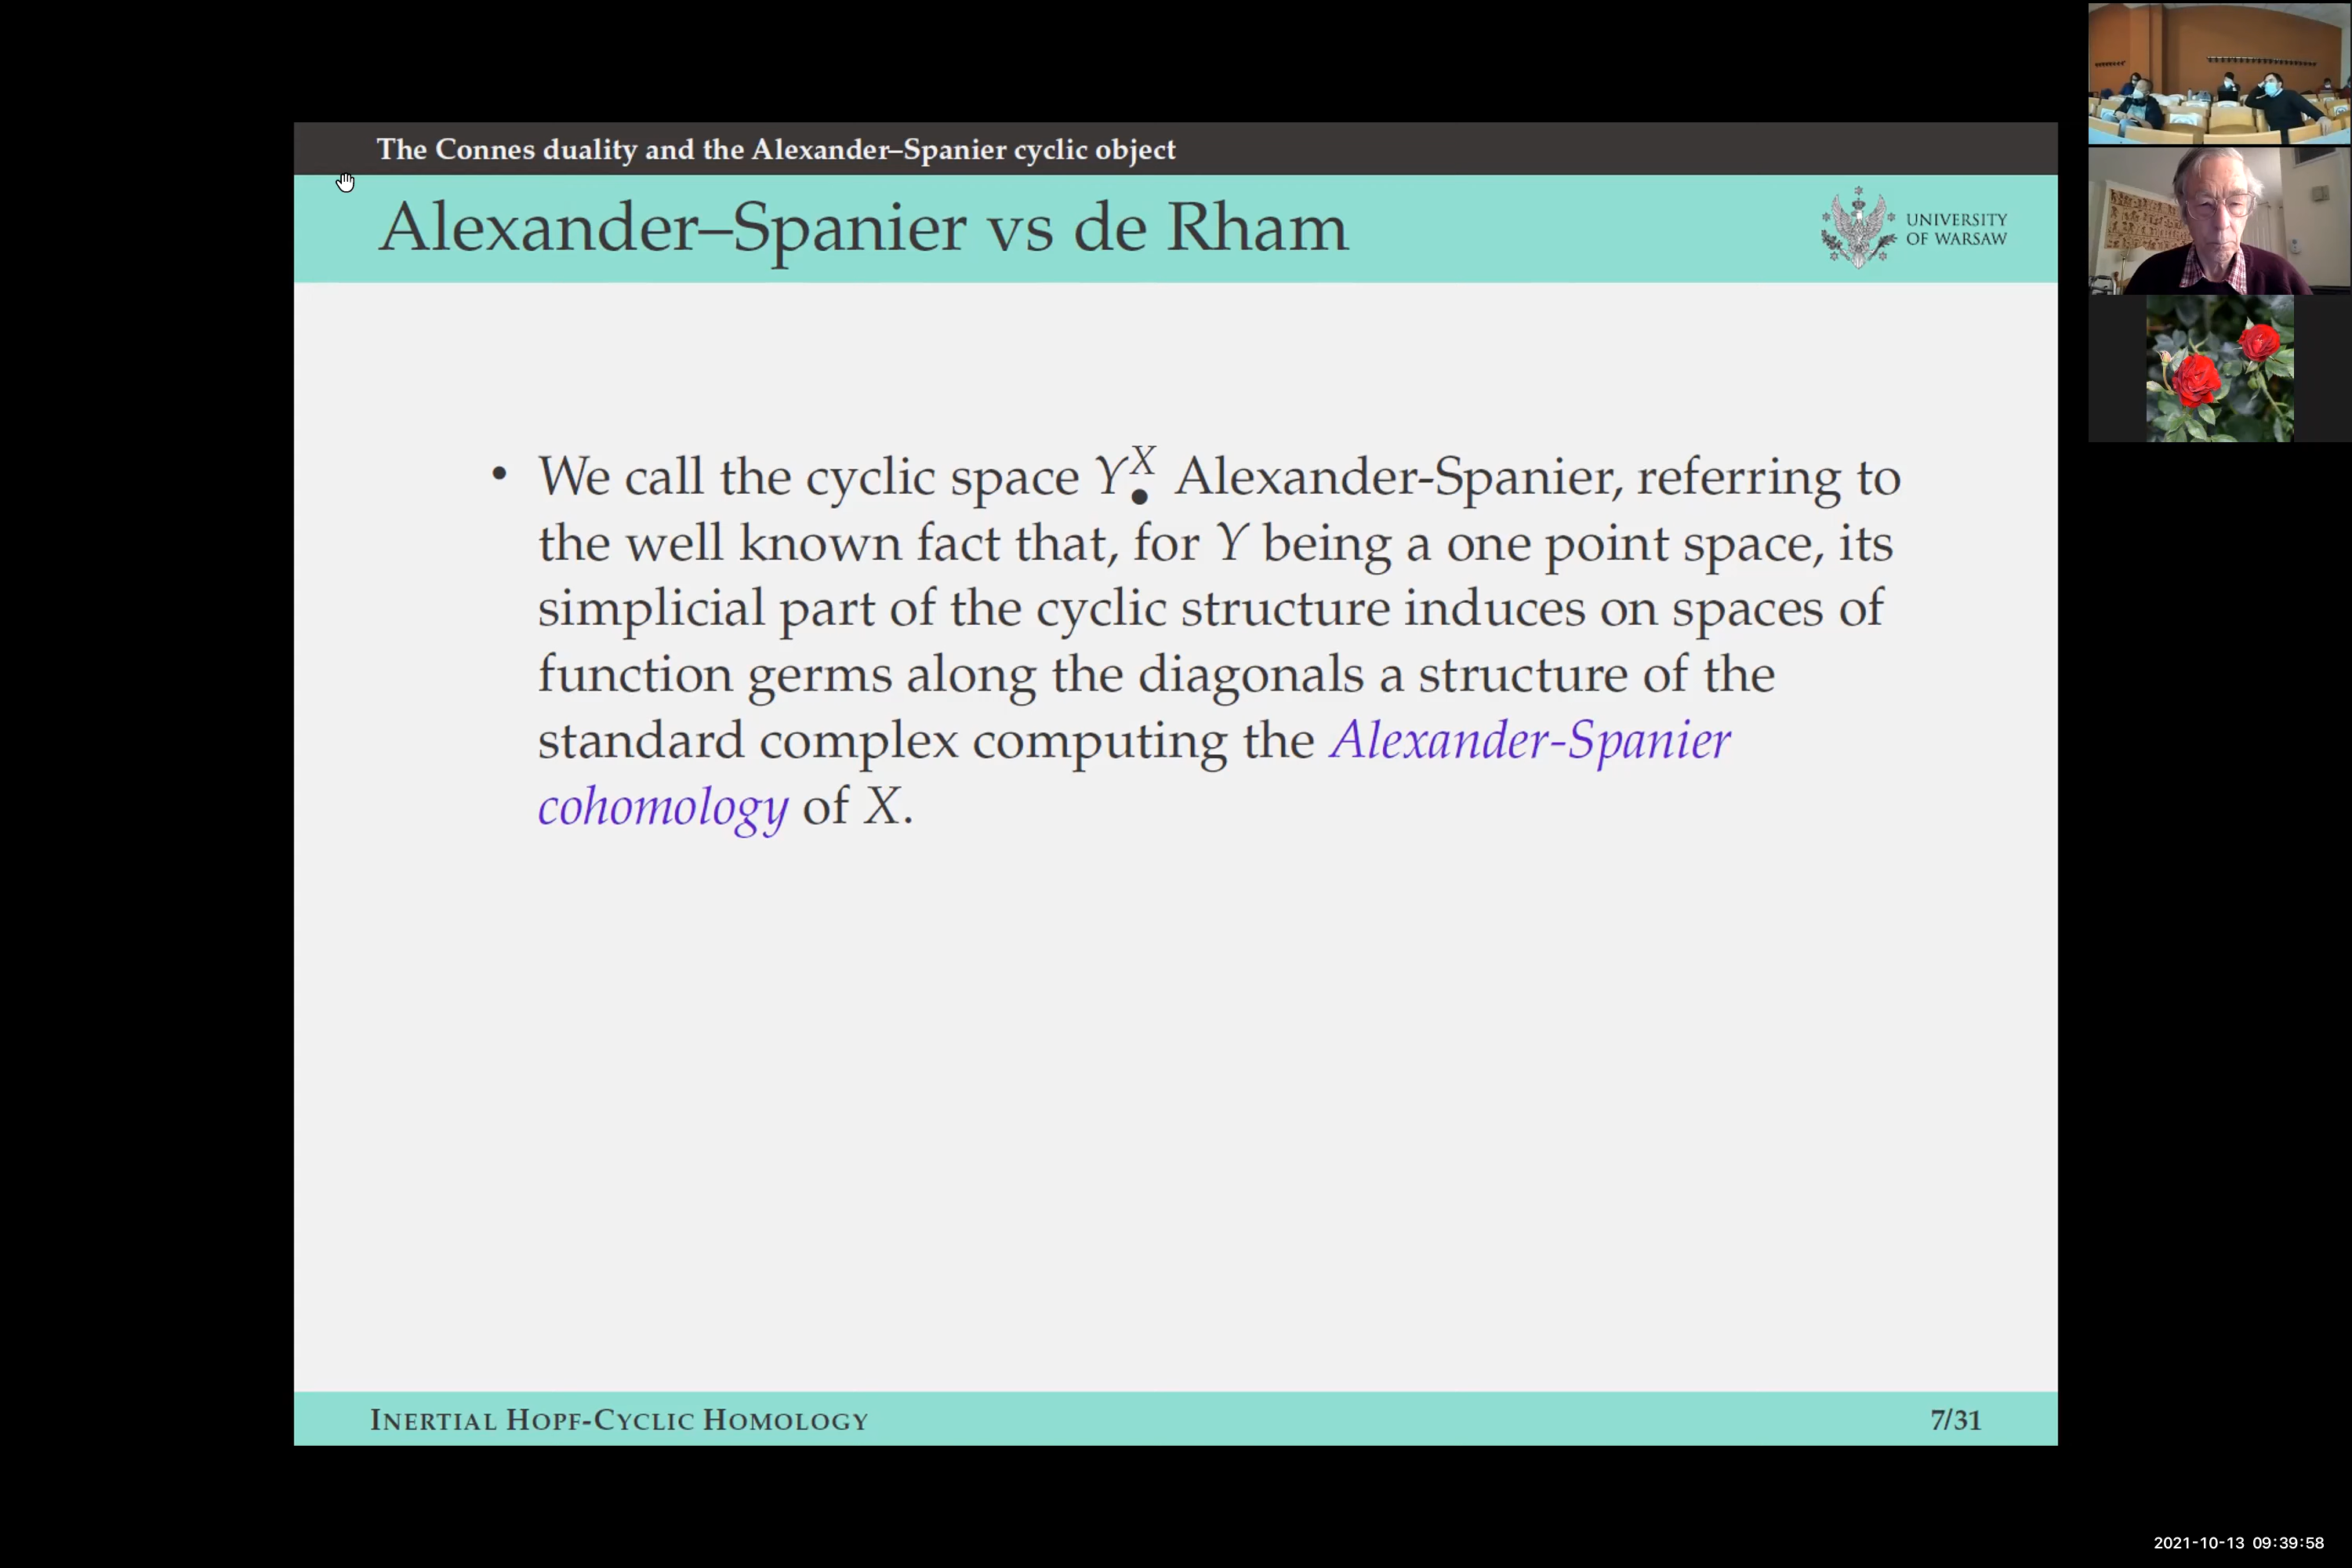 The Connes duality and the Alexander–Spanier cyclic object
Alexander–Spanier vs de Rham
UNIVERSITY
OF WARSAW
• We call the cyclic space Y^X_• Alexander-Spanier, referring to
the well known fact that, for Y being a one point space, its
simplicial part of the cyclic structure induces on spaces of
function germs along the diagonals a structure of the
standard complex computing the Alexander-Spanier
cohomology of X.
INERTIAL HOPF-CYCLIC HOMOLOGY
7/31
2021-10-13 09:39:58